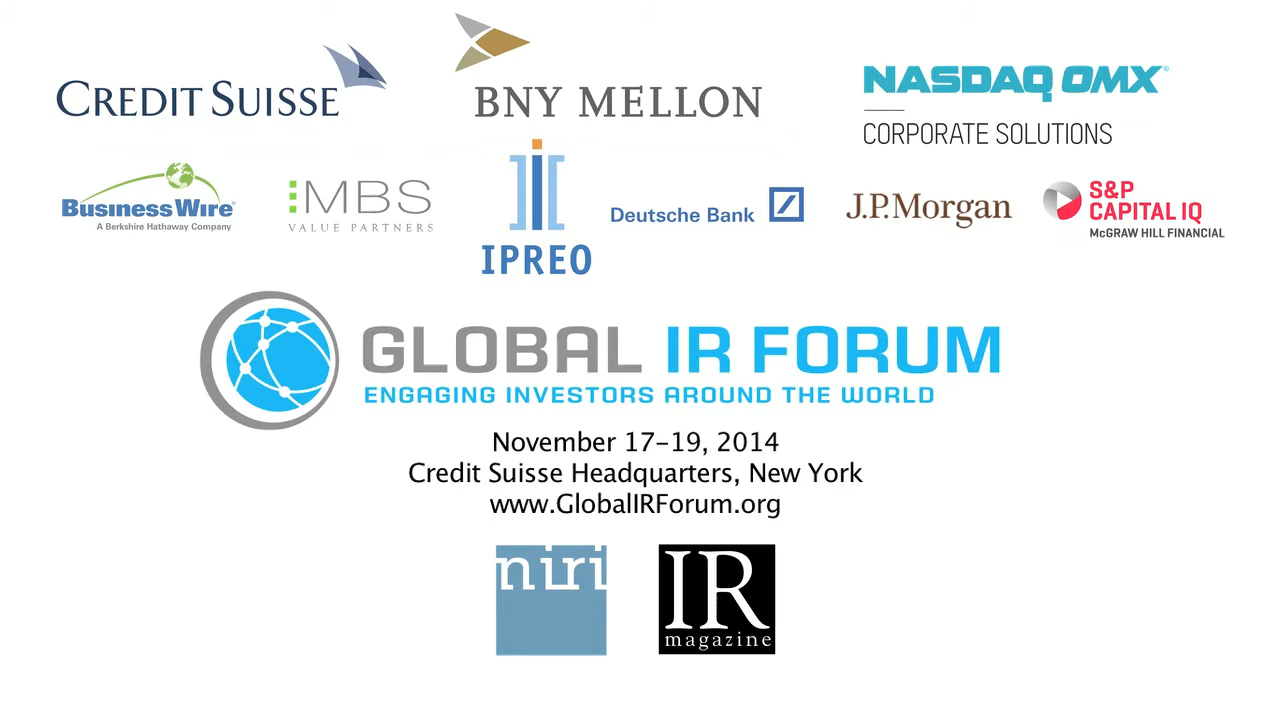 CREDIT SUISSE
BNY MELLON
NASDAQ OMX®
CORPORATE SOLUTIONS
BusinessWire®
A Berkshire Hathaway Company
MBS
VALUE PARTNERS
IPREO
Deutsche Bank
J.P.Morgan
S&P
CAPITAL IQ
McGRAW HILL FINANCIAL
GLOBAL IR FORUM
ENGAGING INVESTORS AROUND THE WORLD
November 17-19, 2014
Credit Suisse Headquarters, New York
www.GlobalIRForum.org
niri
IR
magazine